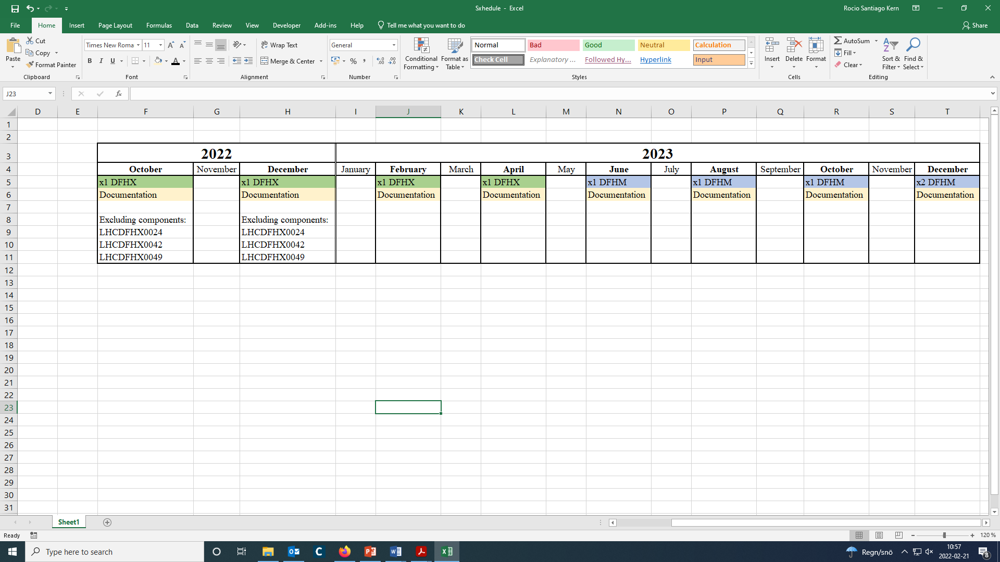 Sxhedule - Excel
Rocio Santiago Kern
File Home Insert Page Layout Formulas Data Review View Developer Add-ins Help Tell me what you want to do Share
Paste
Cut
Copy
Format Painter
Clipboard
Times New Roma 11
B I U
Font
Wrap Text
Merge & Center
Alignment
General
Number
Conditional Formatting
Format as Table
Normal Bad Good Neutral Calculation
Check Cell Explanatory ... Followed Hy... Hyperlink Input
Styles
Insert Delete Format
Cells
AutoSum
Fill
Clear
Sort & Filter
Find & Select
Editing
J23 fx
D E F G H I J K L M N O P Q R S T
1
2
3 2022 2023
4 October November December January February March April May June July August September October November December
5 x1 DFHX x1 DFHX x1 DFHX x1 DFHX x1 DFHM x1 DFHM x1 DFHM x2 DFHM
6 Documentation Documentation Documentation Documentation Documentation Documentation Documentation Documentation
7
8 Excluding components: Excluding components:
9 LHCDFHX0024 LHCDFHX0024
10 LHCDFHX0042 LHCDFHX0042
11 LHCDFHX0049 LHCDFHX0049
12
13
14
15
16
17
18
19
20
21
22
23
24
25
26
27
28
29
30
31
Sheet1
Ready
120 %
Type here to search
Regn/snö
10:57
2022-02-21
8